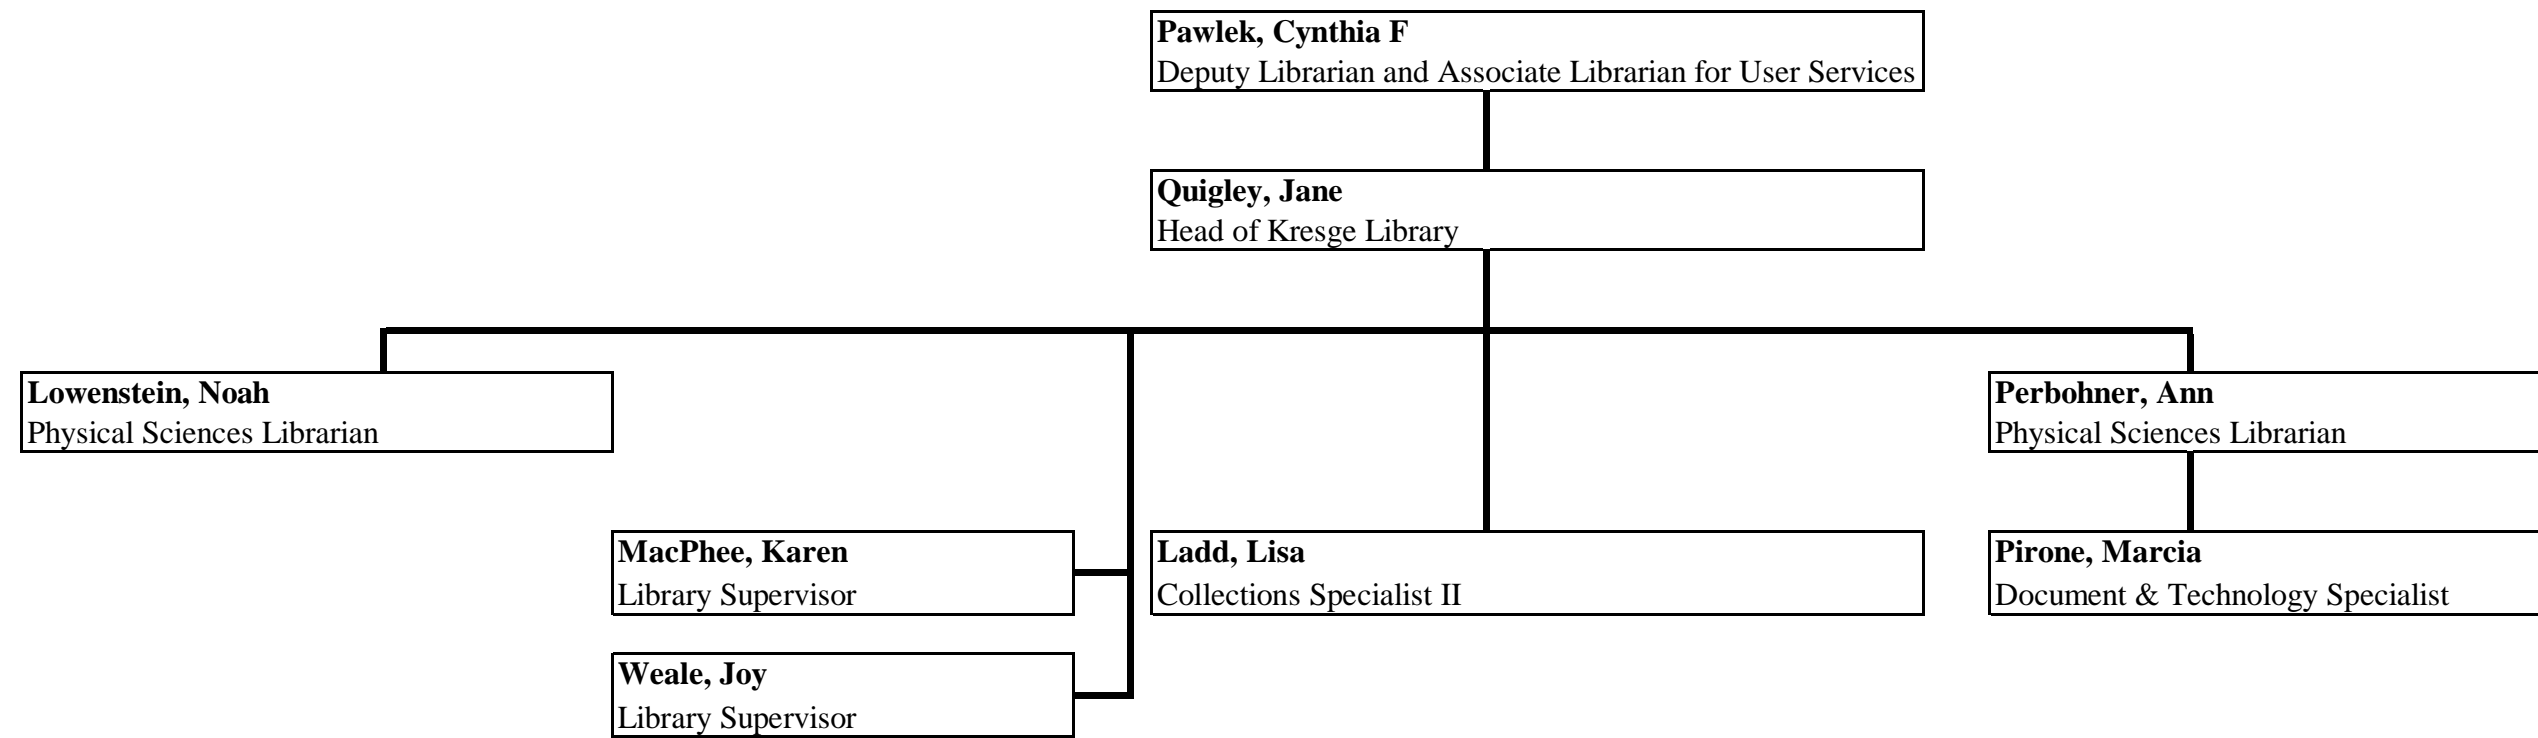 Pawlek, Cynthia F
Deputy Librarian and Associate Librarian for User Services
Quigley, Jane
Head of Kresge Library
Lowenstein, Noah
Physical Sciences Librarian
Perbohner, Ann
Physical Sciences Librarian
MacPhee, Karen
Library Supervisor
Ladd, Lisa
Collections Specialist II
Pirone, Marcia
Document & Technology Specialist
Weale, Joy
Library Supervisor